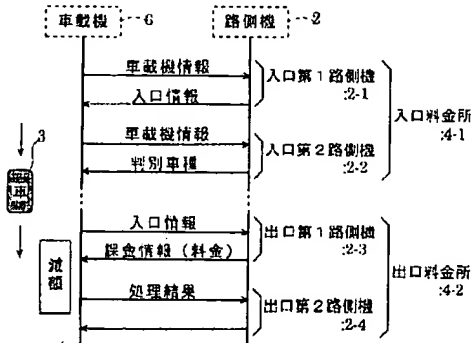 車載機 6
路側機 2
車載機情報
入口情報
入口第1路側機
:2-1
車載機情報
判別車種
入口第2路側機
:2-2
入口料金所
:4-1
3
車
入口情報
課金情報（料金）
出口第1路側機
:2-3
減額
処理結果
出口第2路側機
:2-4
出口料金所
:4-2